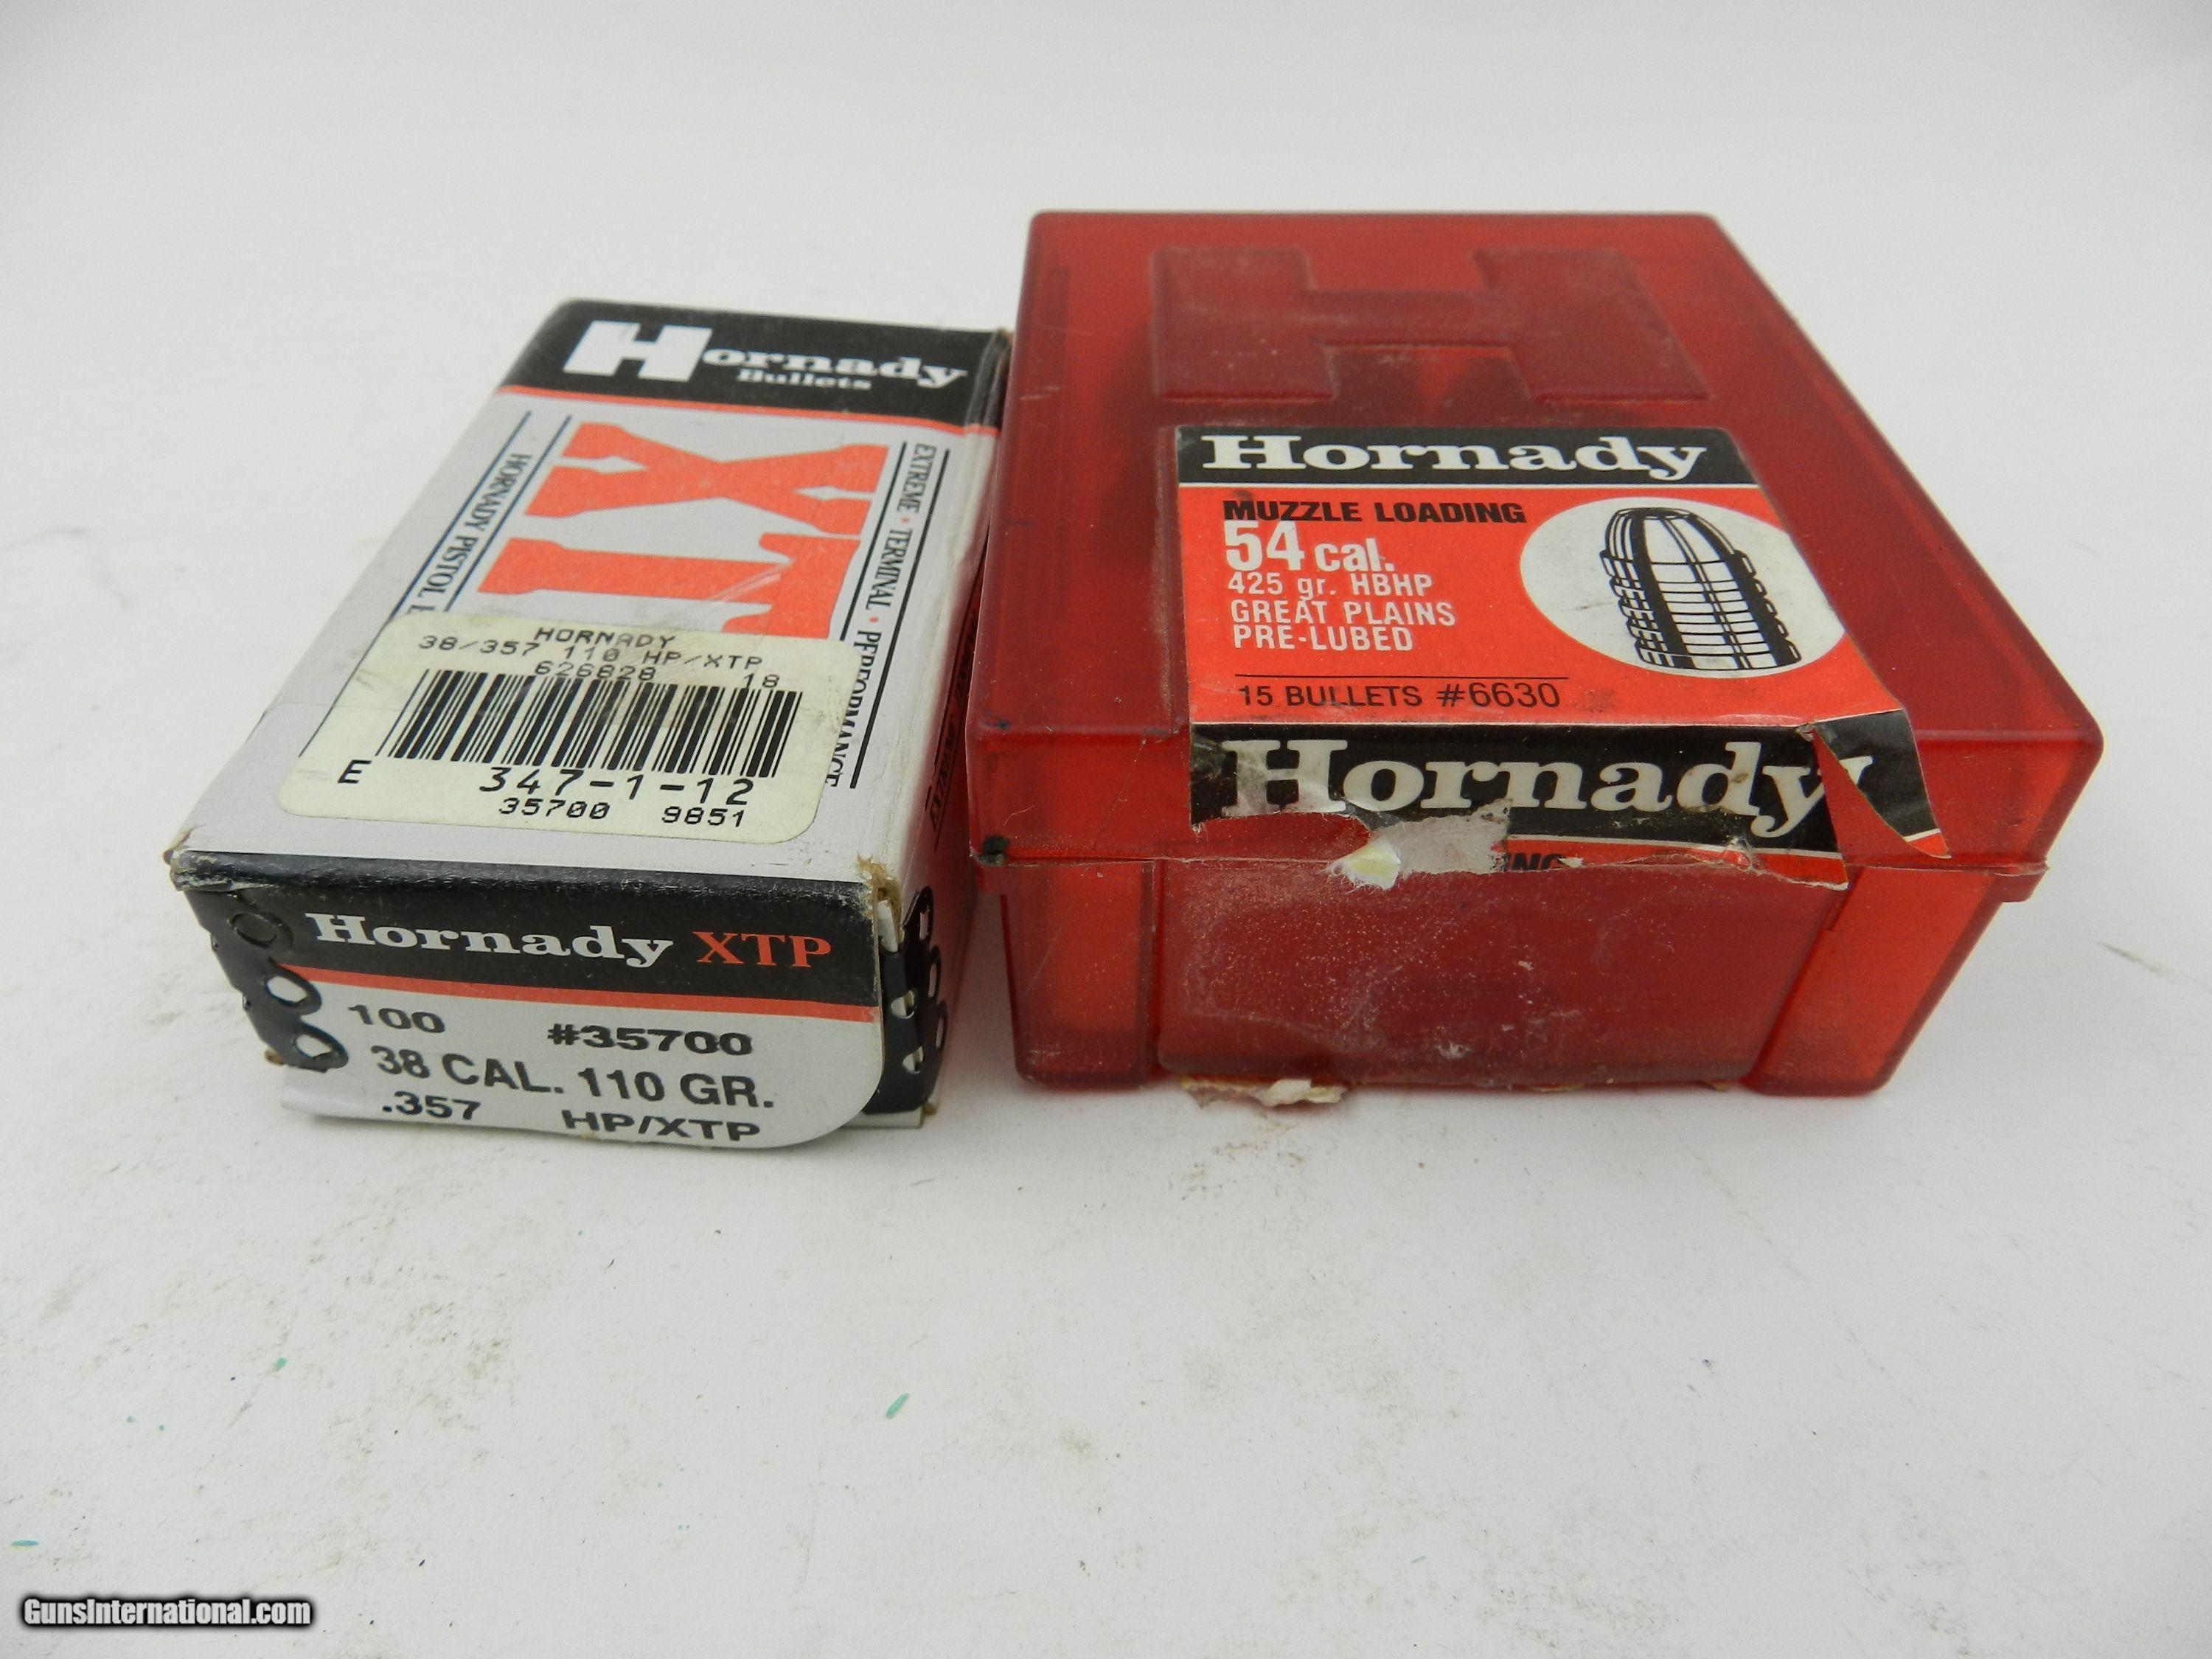 Hornady
Bullets
HORNADY PISTOL
XT
EXTREME • TERMINAL • PERFORMANCE
HORNADY
38/357 110 HP/XTP
626828 18
E 347-1-12
35700 9851
Hornady XTP
100 #35700
38 CAL. 110 GR.
.357 HP/XTP
H
Hornady
MUZZLE LOADING
54 cal.
425 gr. HBHP
GREAT PLAINS
PRE-LUBED
15 BULLETS #6630
Hornady
GunsInternational.com